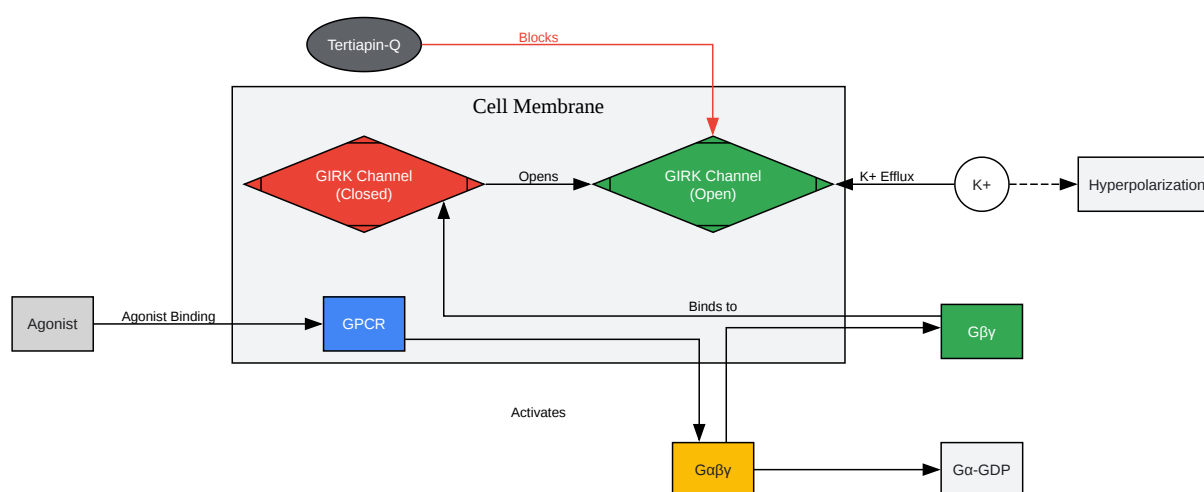 Tertiapin-Q
Blocks
Cell Membrane
GIRK Channel
(Closed)
Opens
GIRK Channel
(Open)
K+ Efflux
K+
Hyperpolarization
Agonist
Agonist Binding
GPCR
Binds to
Gβγ
Activates
Gαβγ
Gα-GDP